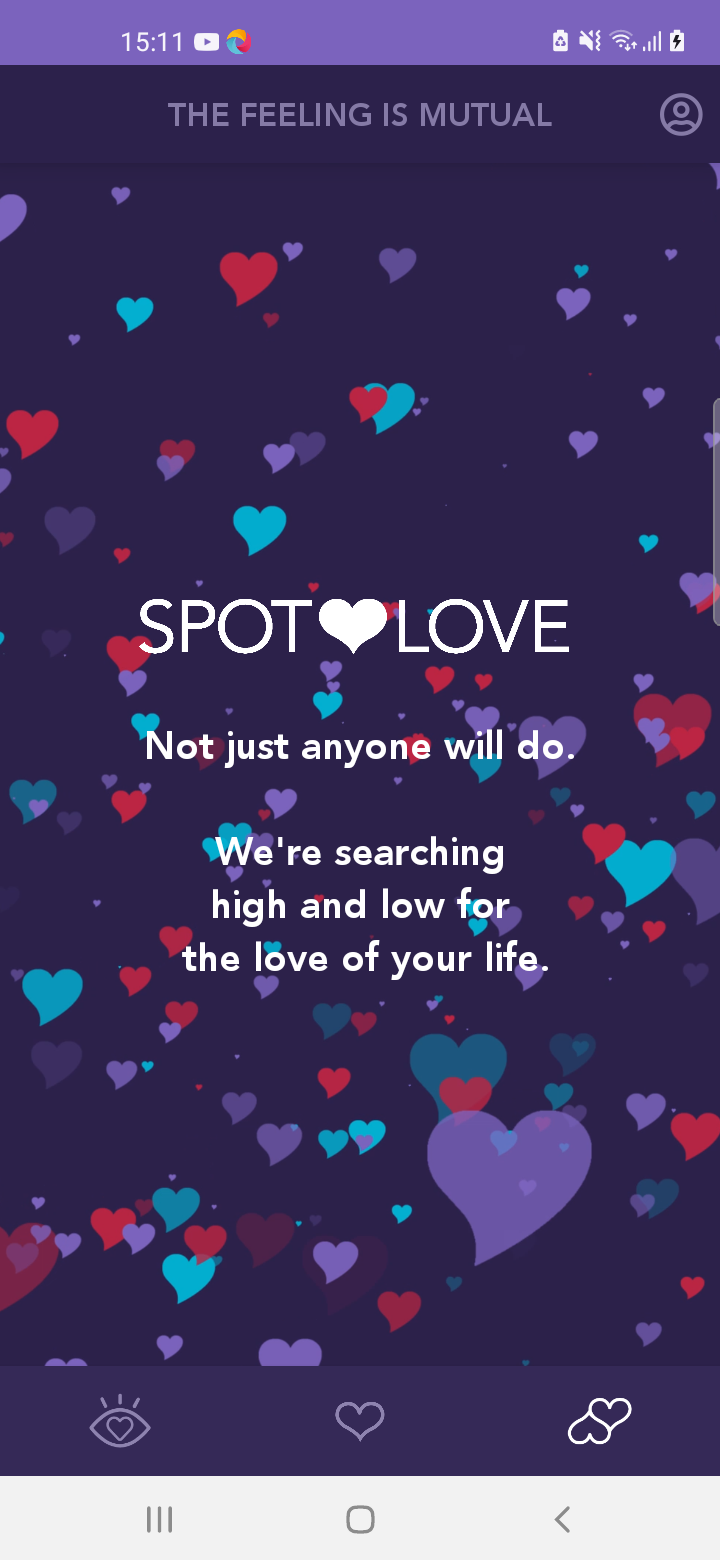 15:11
THE FEELING IS MUTUAL
SPOT LOVE
Not just anyone will do.
We're searching
high and low for
the love of your life.